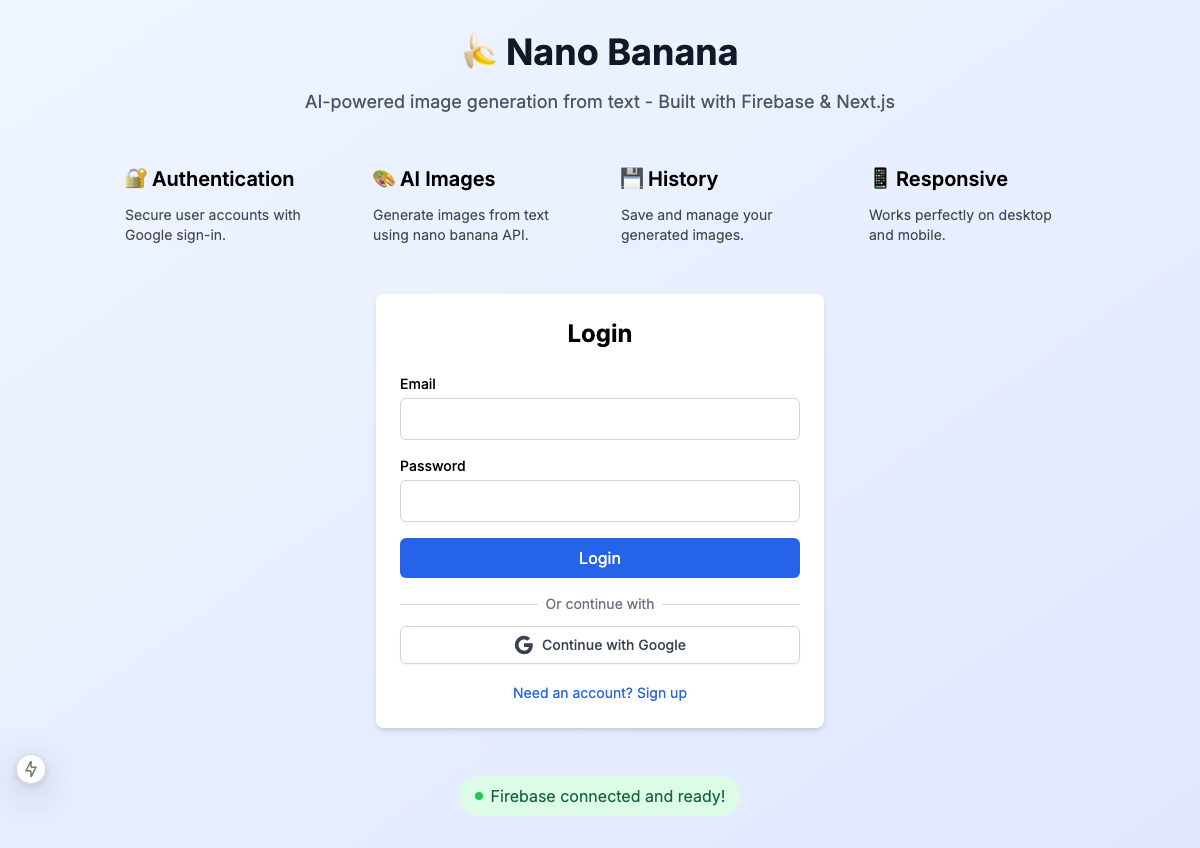 🍌 Nano Banana
AI-powered image generation from text - Built with Firebase & Next.js
🔐 Authentication
Secure user accounts with
Google sign-in.
🎨 AI Images
Generate images from text
using nano banana API.
💾 History
Save and manage your
generated images.
📱 Responsive
Works perfectly on desktop
and mobile.
Login
Email
Password
Login
Or continue with
Continue with Google
Need an account? Sign up
Firebase connected and ready!